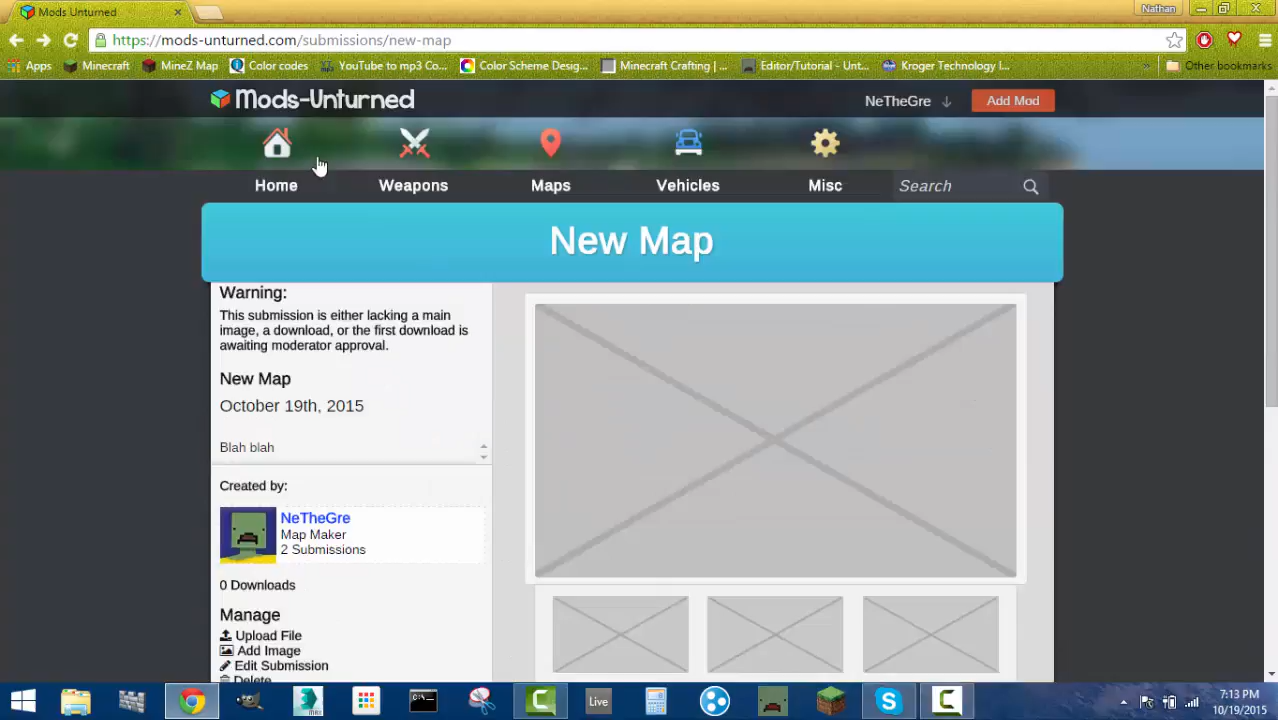 Mods-Unturned
Nathan
https://mods-unturned.com/submissions/new-map
Apps
Minecraft
MineZ Map
Color codes
YouTube to mp3 Co...
Color Scheme Desig...
Minecraft Crafting | ...
Editor/Tutorial - Unt...
Kroger Technology I...
»
Other bookmarks
Mods-Unturned
NeTheGre
Add Mod
Home
Weapons
Maps
Vehicles
Misc
Search
New Map
Warning:
This submission is either lacking a main
image, a download, or the first download is
awaiting moderator approval.
New Map
October 19th, 2015
Blah blah
Created by:
NeTheGre
Map Maker
2 Submissions
0 Downloads
Manage
Upload File
Add Image
Edit Submission
Delete
Live
7:13 PM
10/19/2015